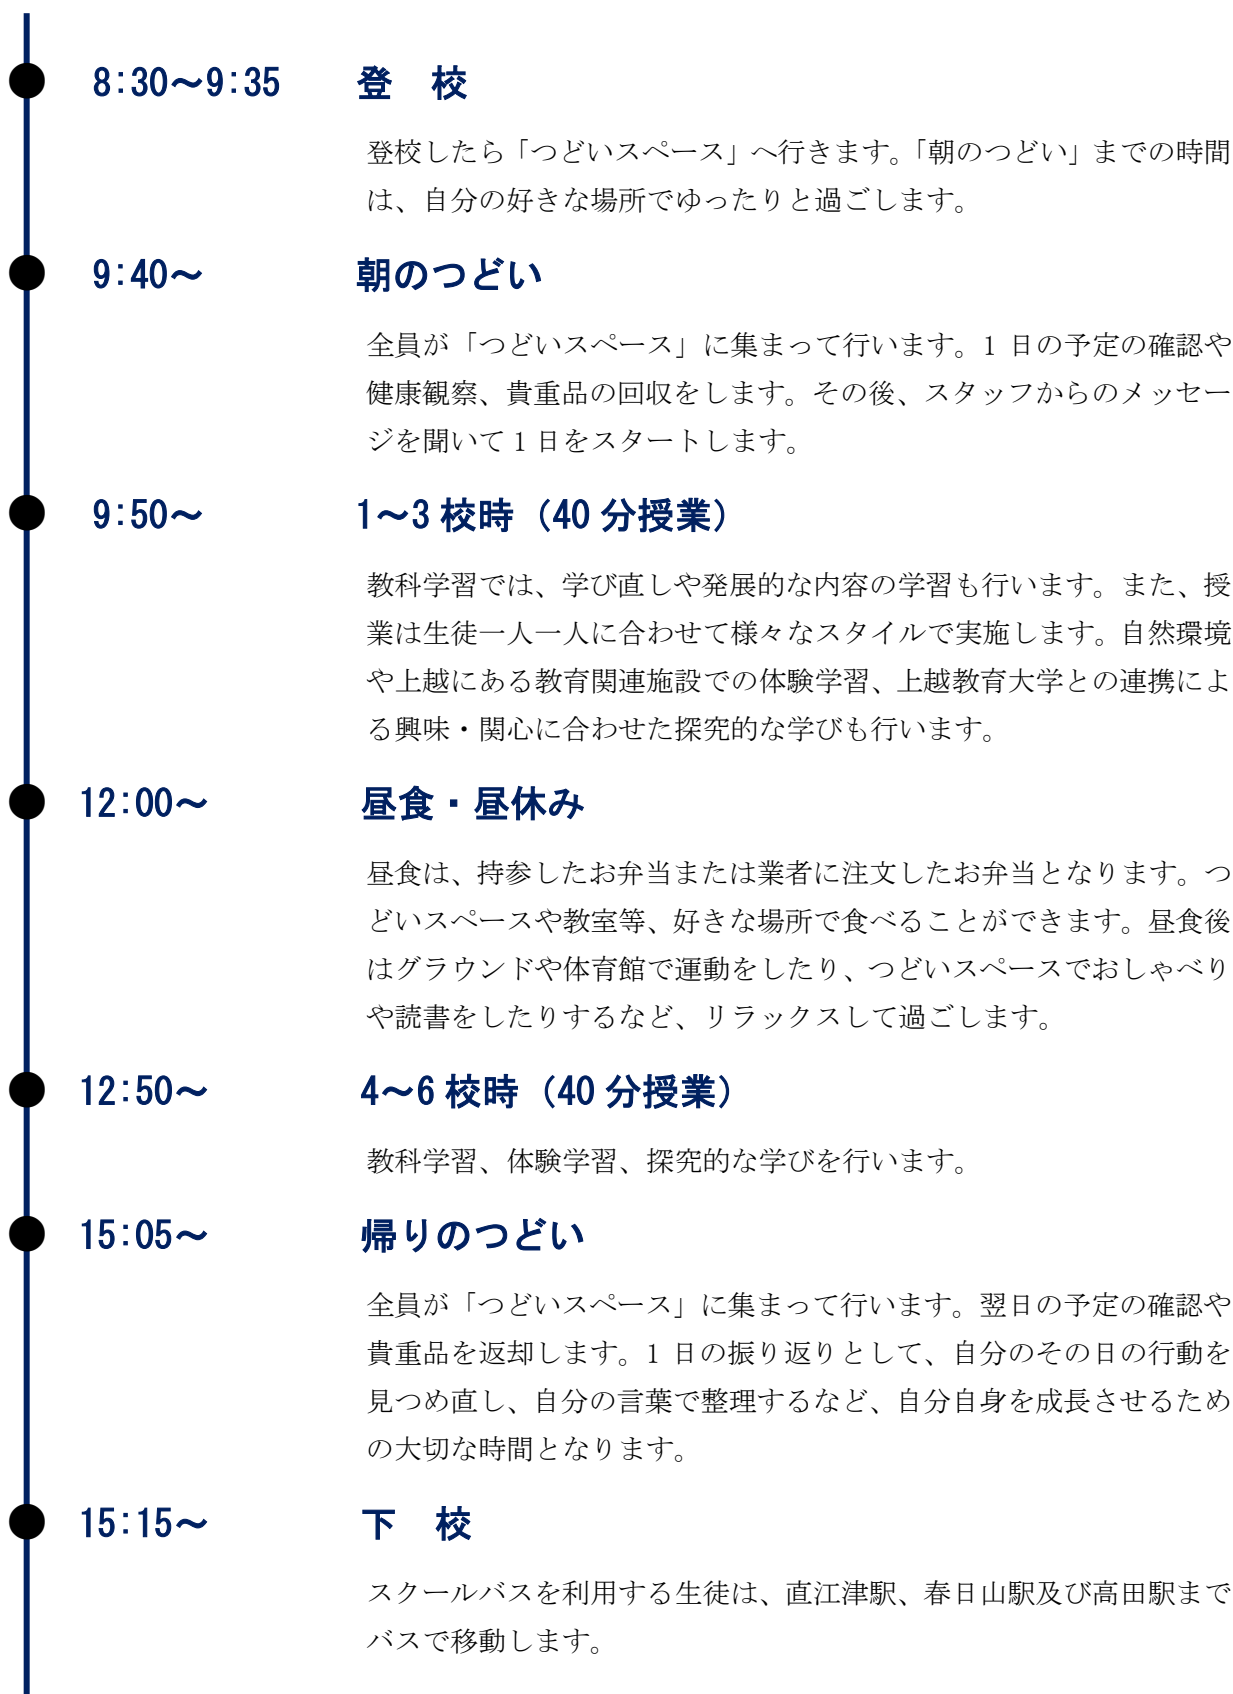 8:30～9:35　登　校
登校したら「つどいスペース」へ行きます。「朝のつどい」までの時間
は、自分の好きな場所でゆったりと過ごします。
9:40～　朝のつどい
全員が「つどいスペース」に集まって行います。1 日の予定の確認や
健康観察、貴重品の回収をします。その後、スタッフからのメッセー
ジを聞いて 1 日をスタートします。
9:50～　1～3 校時（40 分授業）
教科学習では、学び直しや発展的な内容の学習も行います。また、授
業は生徒一人一人に合わせて様々なスタイルで実施します。自然環境
や上越にある教育関連施設での体験学習、上越教育大学との連携によ
る興味・関心に合わせた探究的な学びも行います。
12:00～　昼食・昼休み
昼食は、持参したお弁当または業者に注文したお弁当となります。つ
どいスペースや教室等、好きな場所で食べることができます。昼食後
はグラウンドや体育館で運動をしたり、つどいスペースでおしゃべり
や読書をしたりするなど、リラックスして過ごします。
12:50～　4～6 校時（40 分授業）
教科学習、体験学習、探究的な学びを行います。
15:05～　帰りのつどい
全員が「つどいスペース」に集まって行います。翌日の予定の確認や
貴重品を返却します。1 日の振り返りとして、自分のその日の行動を
見つめ直し、自分の言葉で整理するなど、自分自身を成長させるため
の大切な時間となります。
15:15～　下　校
スクールバスを利用する生徒は、直江津駅、春日山駅及び高田駅まで
バスで移動します。